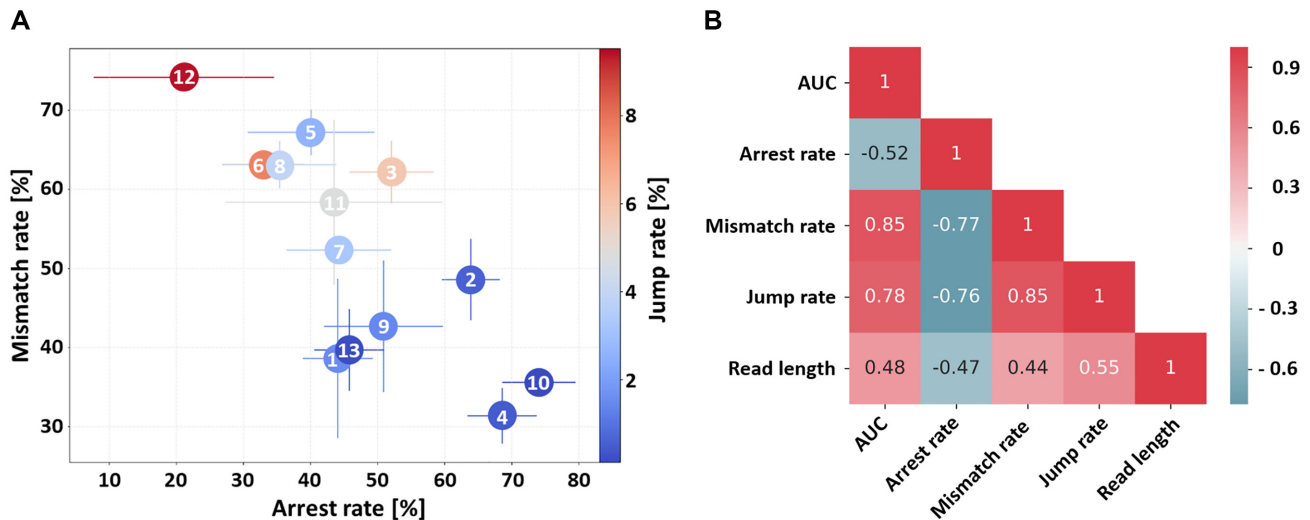 A
Mismatch rate [%]
70
60
50
40
30
10 20 30 40 50 60 70 80
Arrest rate [%]
12
5
6 8 3
11
7
2
9
13
1
10
4
8
6
4
2
Jump rate [%]
B
AUC 1
Arrest rate -0.52 1
Mismatch rate 0.85 -0.77 1
Jump rate 0.78 -0.76 0.85 1
Read length 0.48 -0.47 0.44 0.55 1
AUC Arrest rate Mismatch rate Jump rate Read length
0.9
0.6
0.3
0
- 0.3
- 0.6